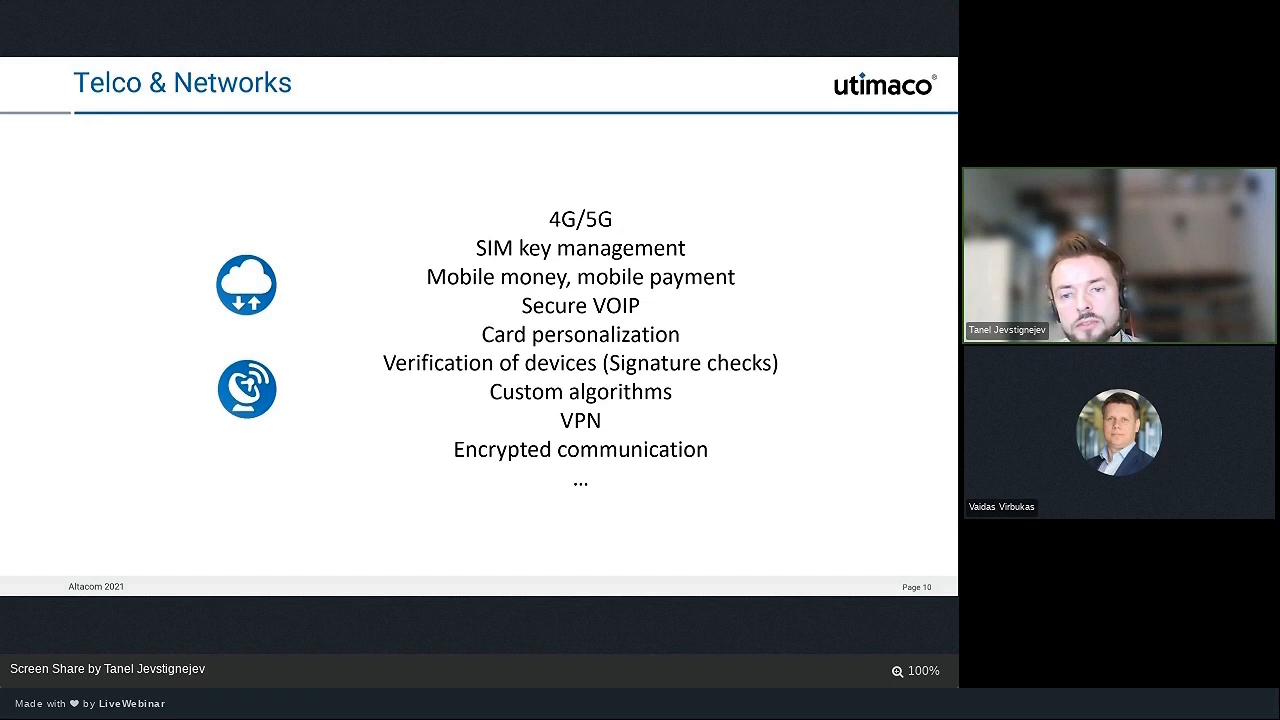 Telco & Networks
utimaco®
4G/5G
SIM key management
Mobile money, mobile payment
Secure VOIP
Card personalization
Verification of devices (Signature checks)
Custom algorithms
VPN
Encrypted communication
...
Altacom 2021
Page 10
Tanel Jevstignejev
Vaidas Virbukas
Screen Share by Tanel Jevstignejev
100%
Made with ❤ by LiveWebinar